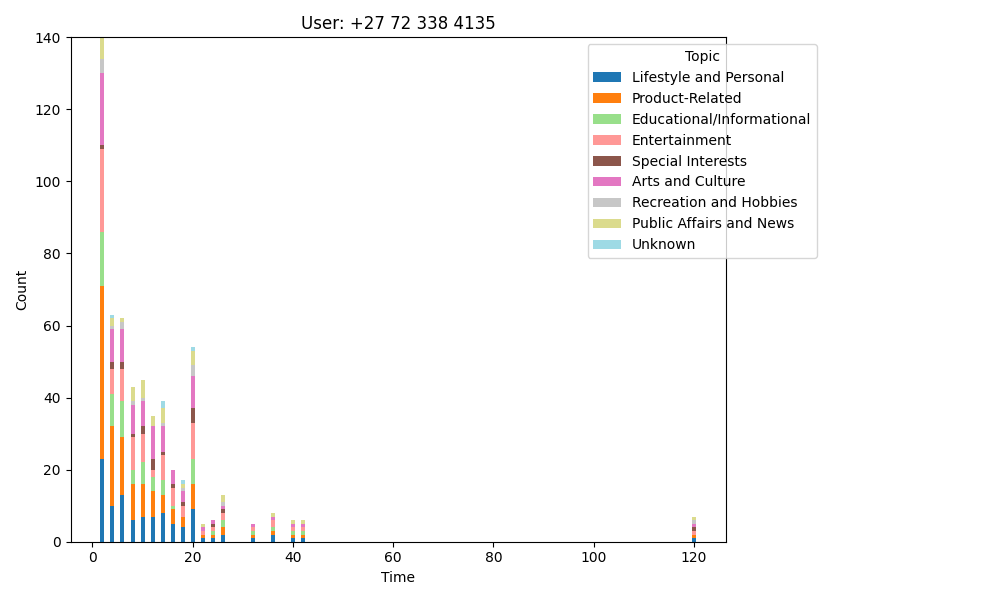 User: +27 72 338 4135
Topic
Lifestyle and Personal
Product-Related
Educational/Informational
Entertainment
Special Interests
Arts and Culture
Recreation and Hobbies
Public Affairs and News
Unknown
Count
140
120
100
80
60
40
20
0
0 20 40 60 80 100 120
Time